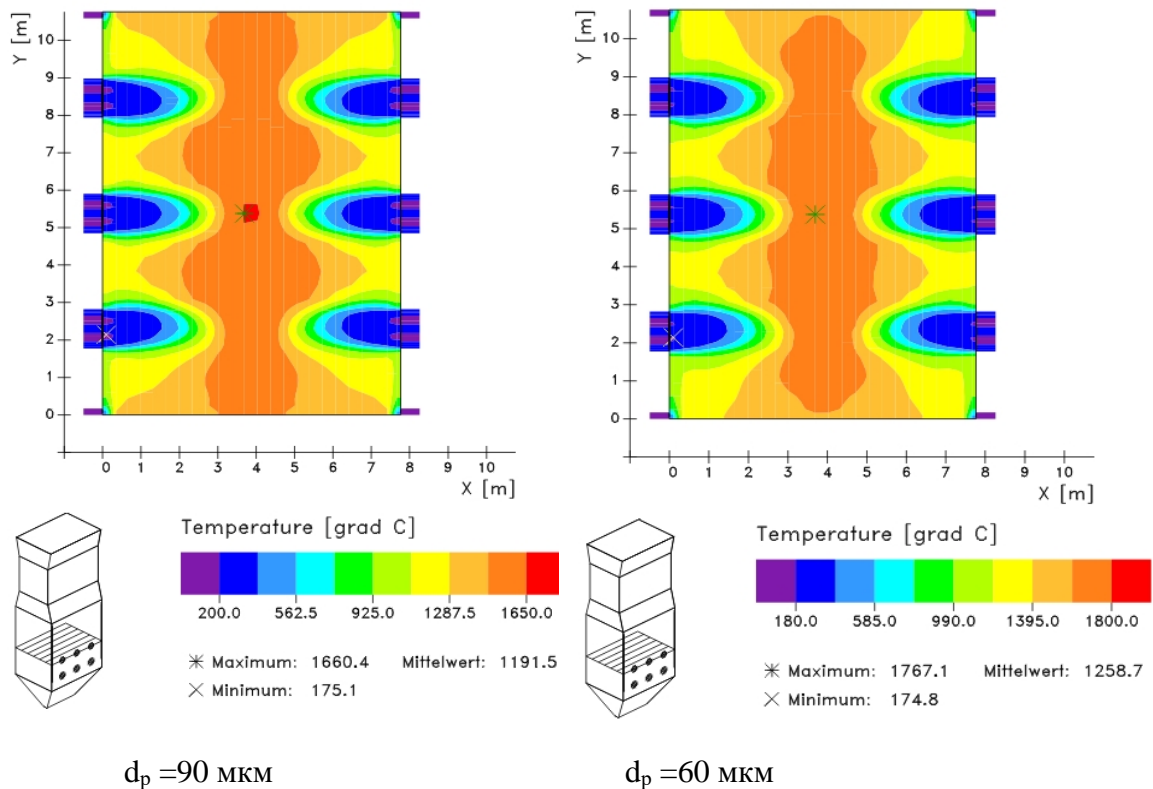 Y [m]
10
9
8
7
6
5
4
3
2
1
0
0 1 2 3 4 5 6 7 8 9 10
X [m]
Temperature [grad C]
200.0 562.5 925.0 1287.5 1650.0
Maximum: 1660.4 Mittelwert: 1191.5
Minimum: 175.1
dp =90 мкм
Y [m]
10
9
8
7
6
5
4
3
2
1
0
0 1 2 3 4 5 6 7 8 9 10
X [m]
Temperature [grad C]
180.0 585.0 990.0 1395.0 1800.0
Maximum: 1767.1 Mittelwert: 1258.7
Minimum: 174.8
dp =60 мкм